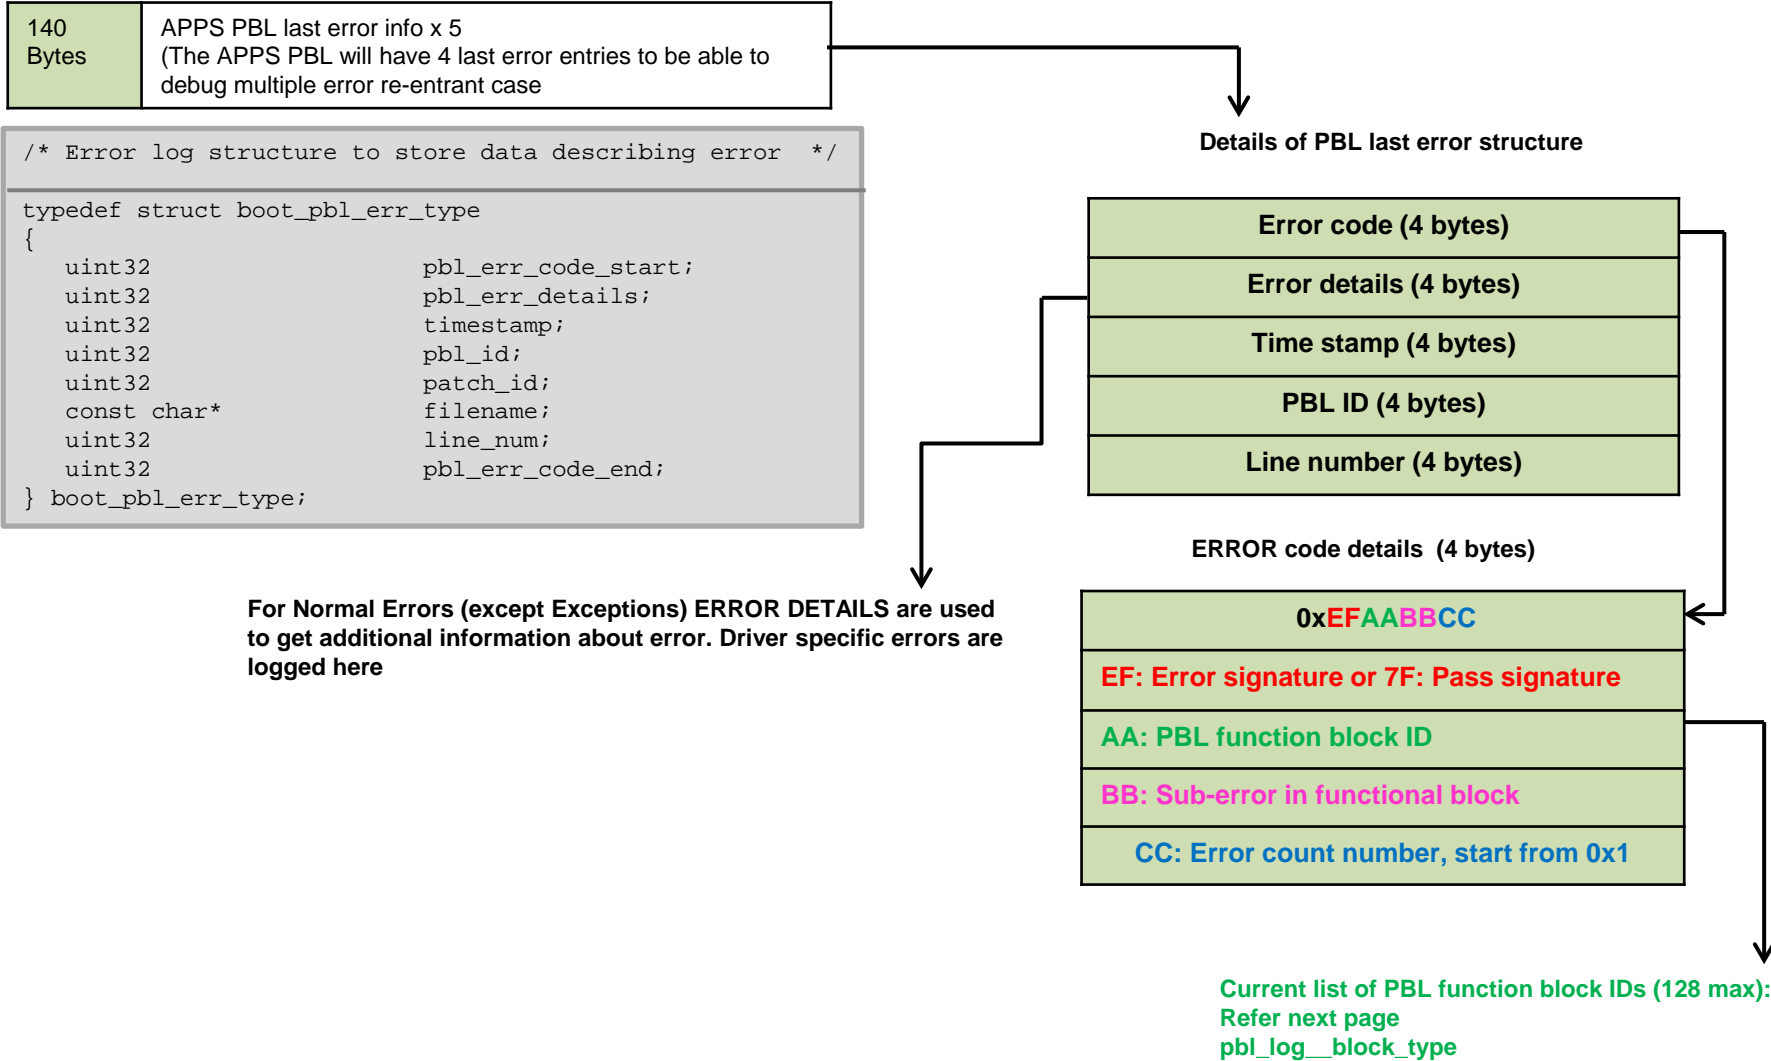 140
Bytes
APPS PBL last error info x 5
(The APPS PBL will have 4 last error entries to be able to
debug multiple error re-entrant case
/* Error log structure to store data describing error  */
typedef struct boot_pbl_err_type
{
uint32 pbl_err_code_start;
uint32 pbl_err_details;
uint32 timestamp;
uint32 pbl_id;
uint32 patch_id;
const char* filename;
uint32 line_num;
uint32 pbl_err_code_end;
} boot_pbl_err_type;
For Normal Errors (except Exceptions) ERROR DETAILS are used
to get additional information about error. Driver specific errors are
logged here
Details of PBL last error structure
Error code (4 bytes)
Error details (4 bytes)
Time stamp (4 bytes)
PBL ID (4 bytes)
Line number (4 bytes)
ERROR code details  (4 bytes)
0xEFAABBCC
EF: Error signature or 7F: Pass signature
AA: PBL function block ID
BB: Sub-error in functional block
CC: Error count number, start from 0x1
Current list of PBL function block IDs (128 max):
Refer next page
pbl_log__block_type